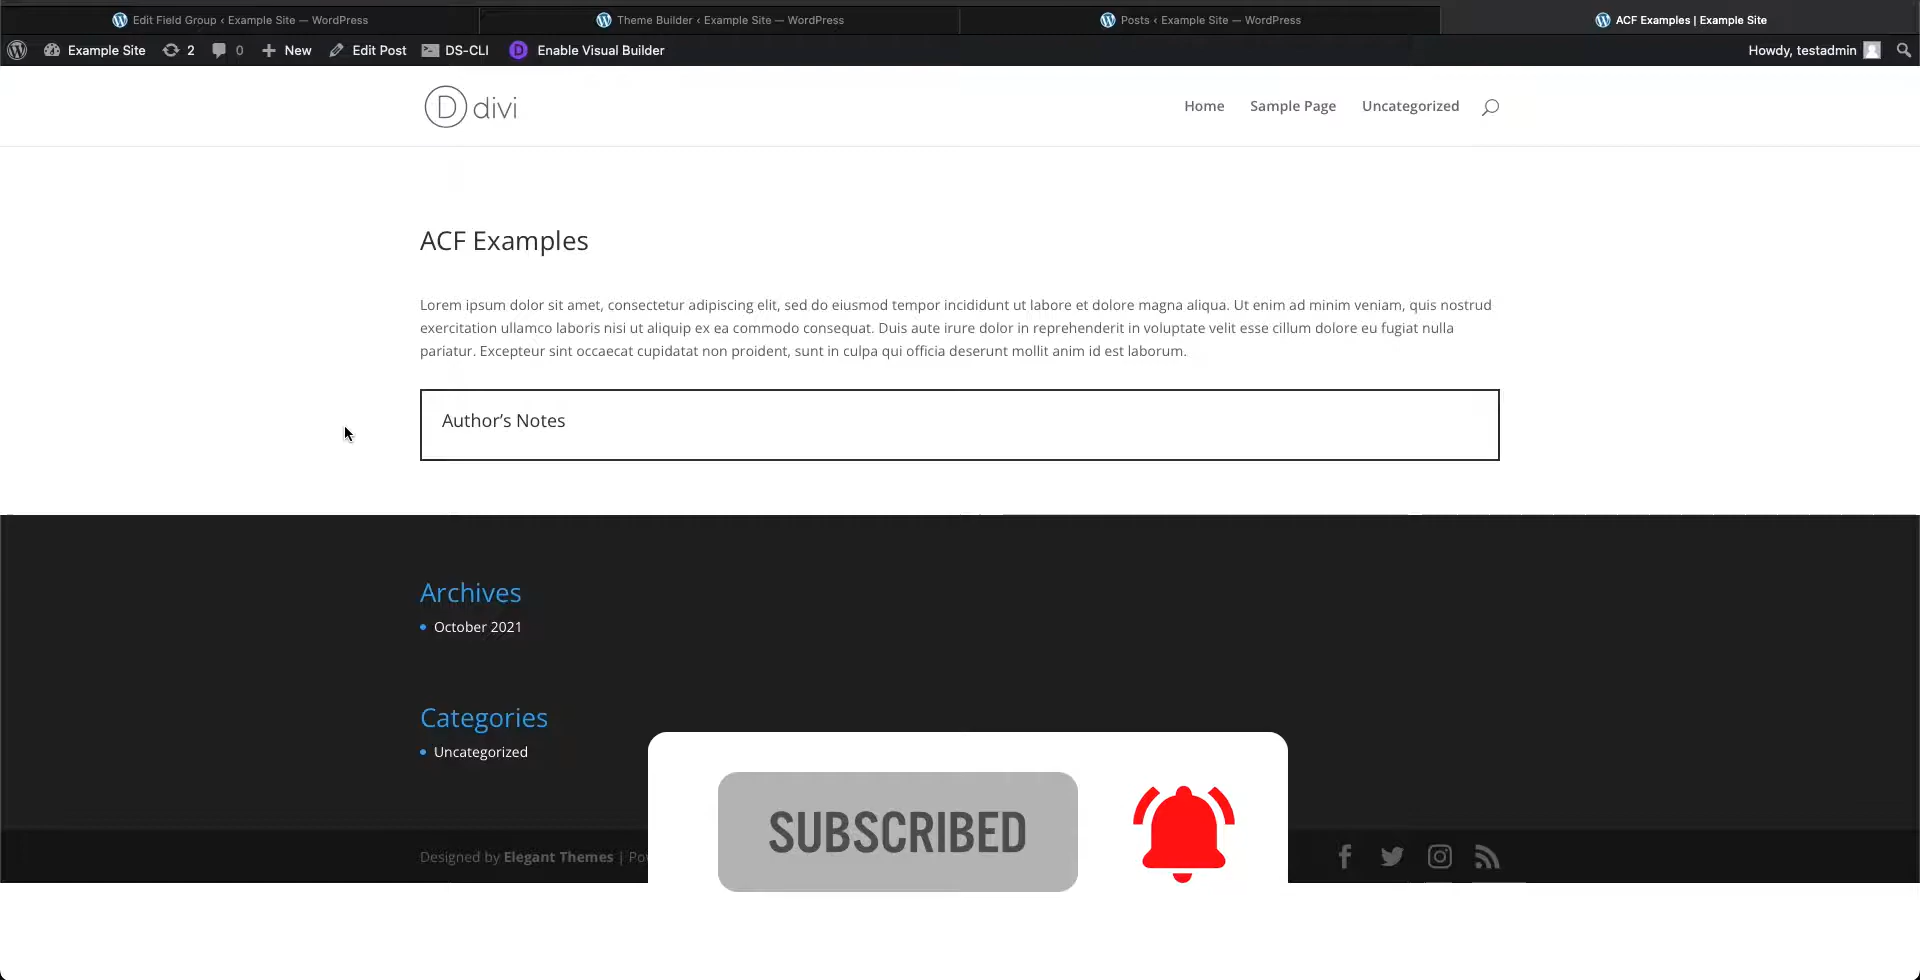 Edit Field Group ‹ Example Site — WordPress
Theme Builder ‹ Example Site — WordPress
Posts ‹ Example Site — WordPress
ACF Examples | Example Site
Example Site 2 0 New Edit Post DS-CLI D Enable Visual Builder
Howdy, testadmin
D divi
Home Sample Page Uncategorized
ACF Examples
Lorem ipsum dolor sit amet, consectetur adipiscing elit, sed do eiusmod tempor incididunt ut labore et dolore magna aliqua. Ut enim ad minim veniam, quis nostrud
exercitation ullamco laboris nisi ut aliquip ex ea commodo consequat. Duis aute irure dolor in reprehenderit in voluptate velit esse cillum dolore eu fugiat nulla
pariatur. Excepteur sint occaecat cupidatat non proident, sunt in culpa qui officia deserunt mollit anim id est laborum.
Author’s Notes
Archives
October 2021
Categories
Uncategorized
SUBSCRIBED
Designed by Elegant Themes |